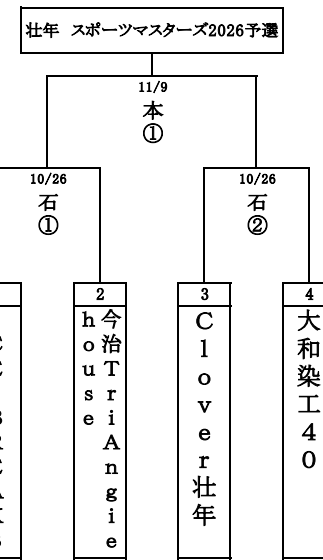 壮年 スポーツマスターズ2026予選
11/9
本
①
10/26
石
①
10/26
石
②
2
3
4
今治TriAngie
house
Clover壮年
大和染工40